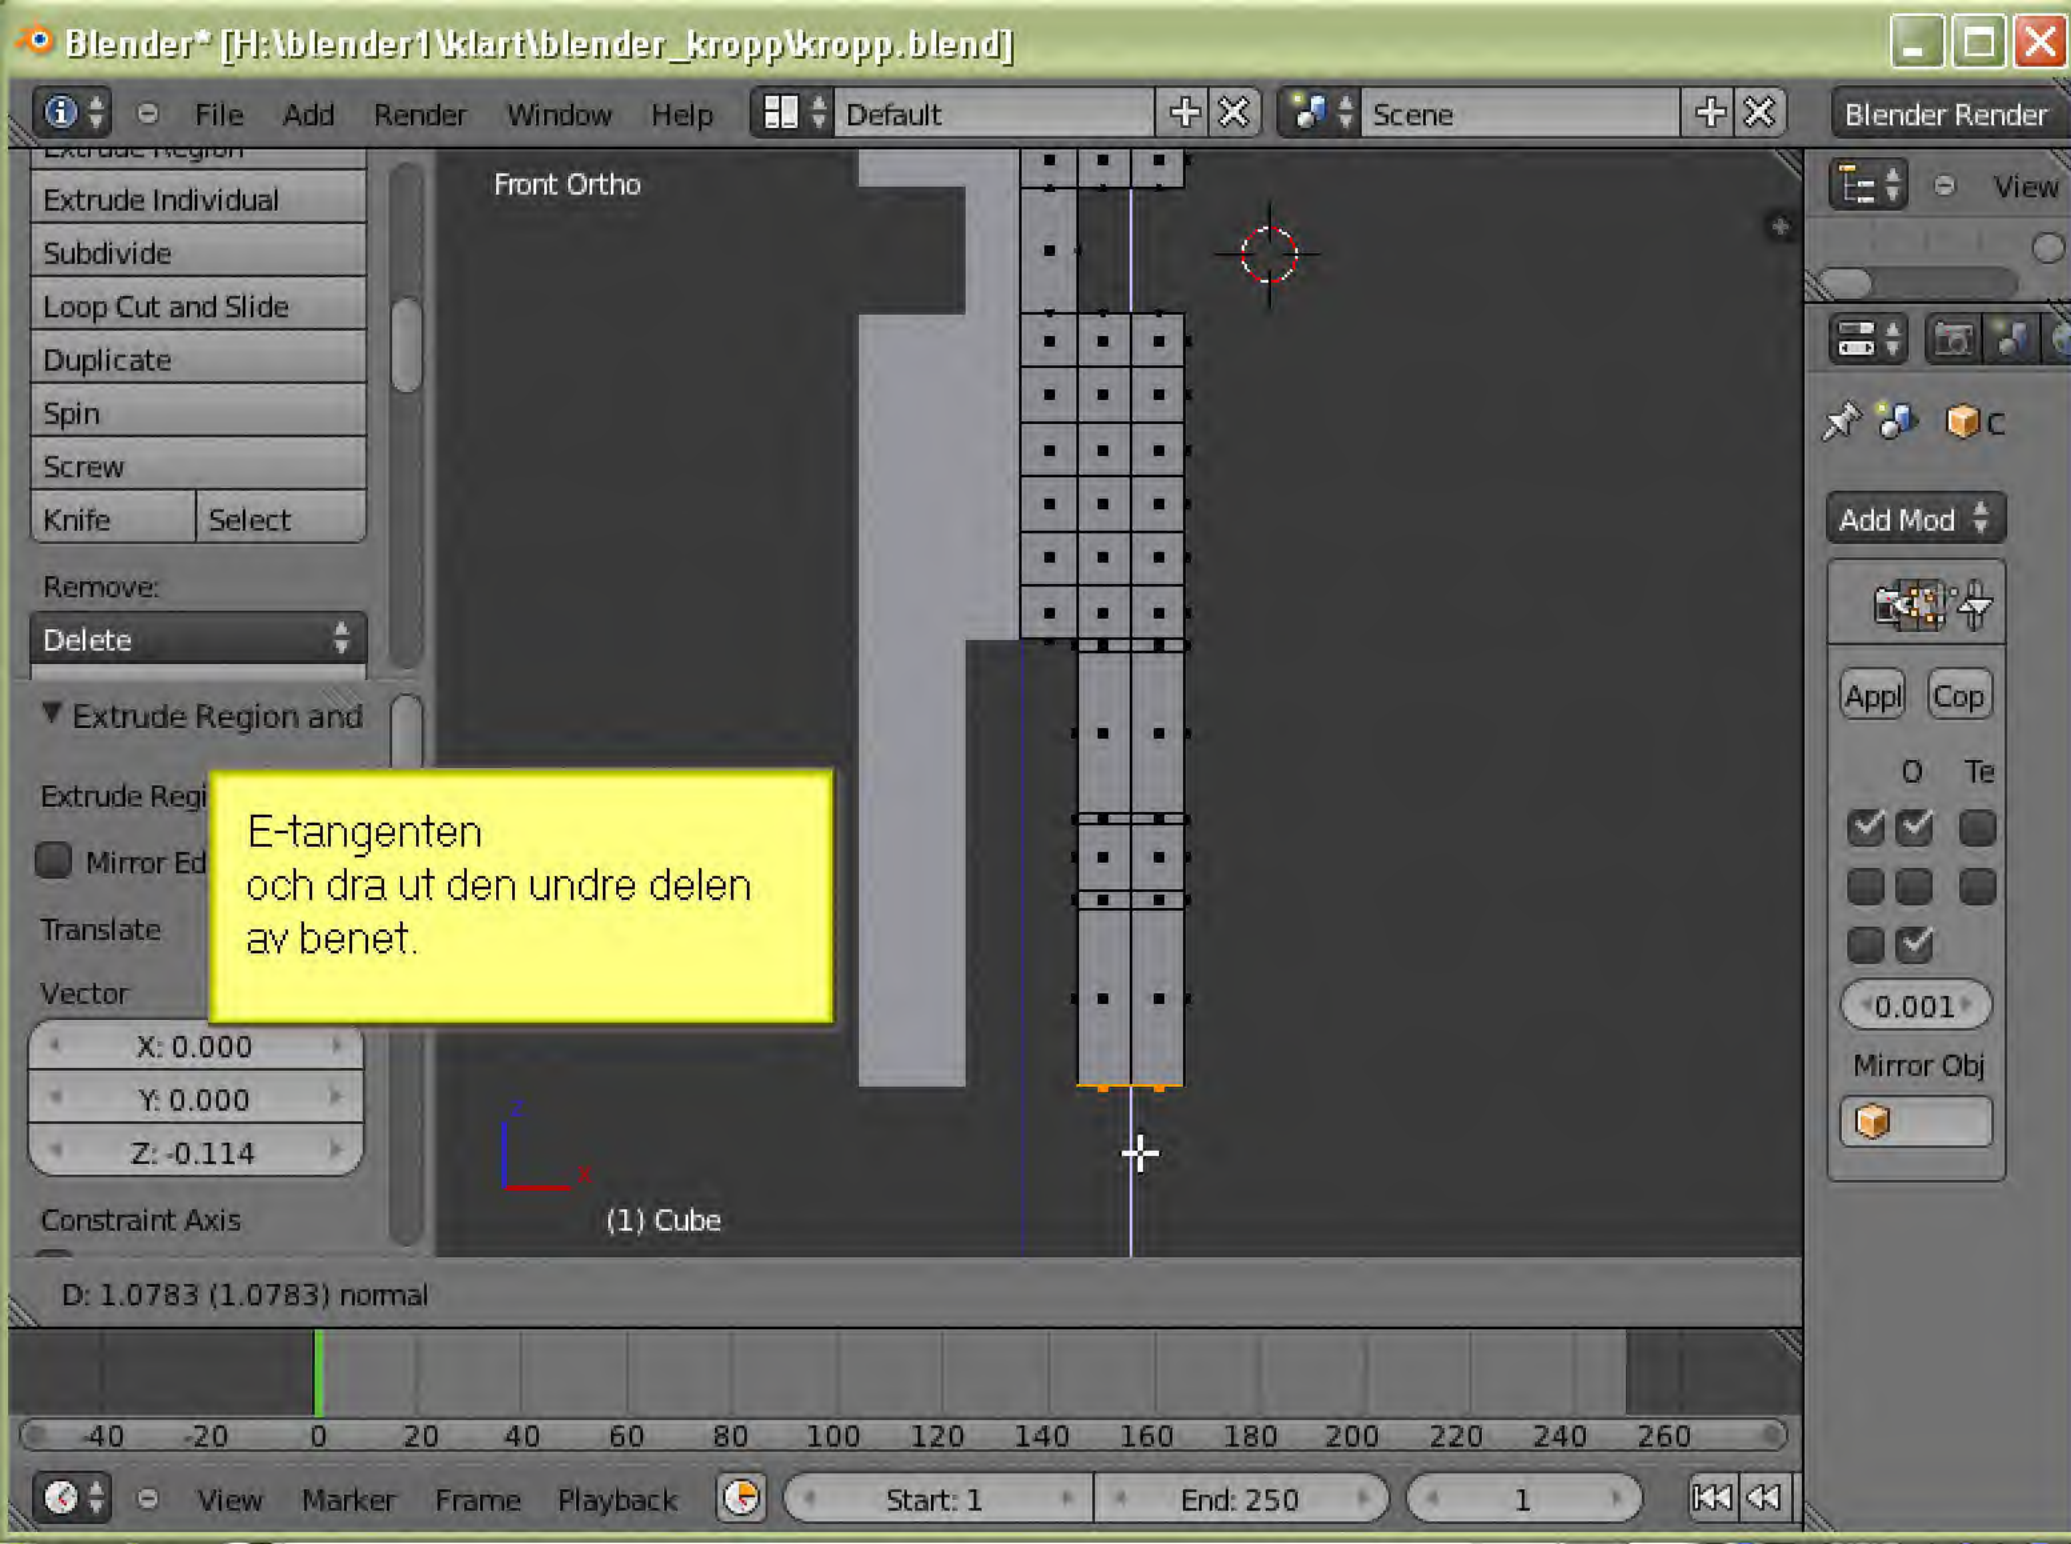 Blender* [H:\blender1\klart\blender_kropp\kropp.blend]
File Add Render Window Help Default Scene Blender Render
Extrude Region
Extrude Individual
Subdivide
Loop Cut and Slide
Duplicate
Spin
Screw
Knife Select
Remove:
Delete
Extrude Region and
Extrude Regi
Mirror Ed
Translate
Vector
X: 0.000
Y: 0.000
Z: -0.114
Constraint Axis
Front Ortho
E-tangenten
och dra ut den undre delen
av benet.
z
x
(1) Cube
View
C
Add Mod
Appl Cop
O Te
0.001
Mirror Obj
D: 1.0783 (1.0783) normal
-40 -20 0 20 40 60 80 100 120 140 160 180 200 220 240 260
View Marker Frame Playback Start: 1 End: 250 1